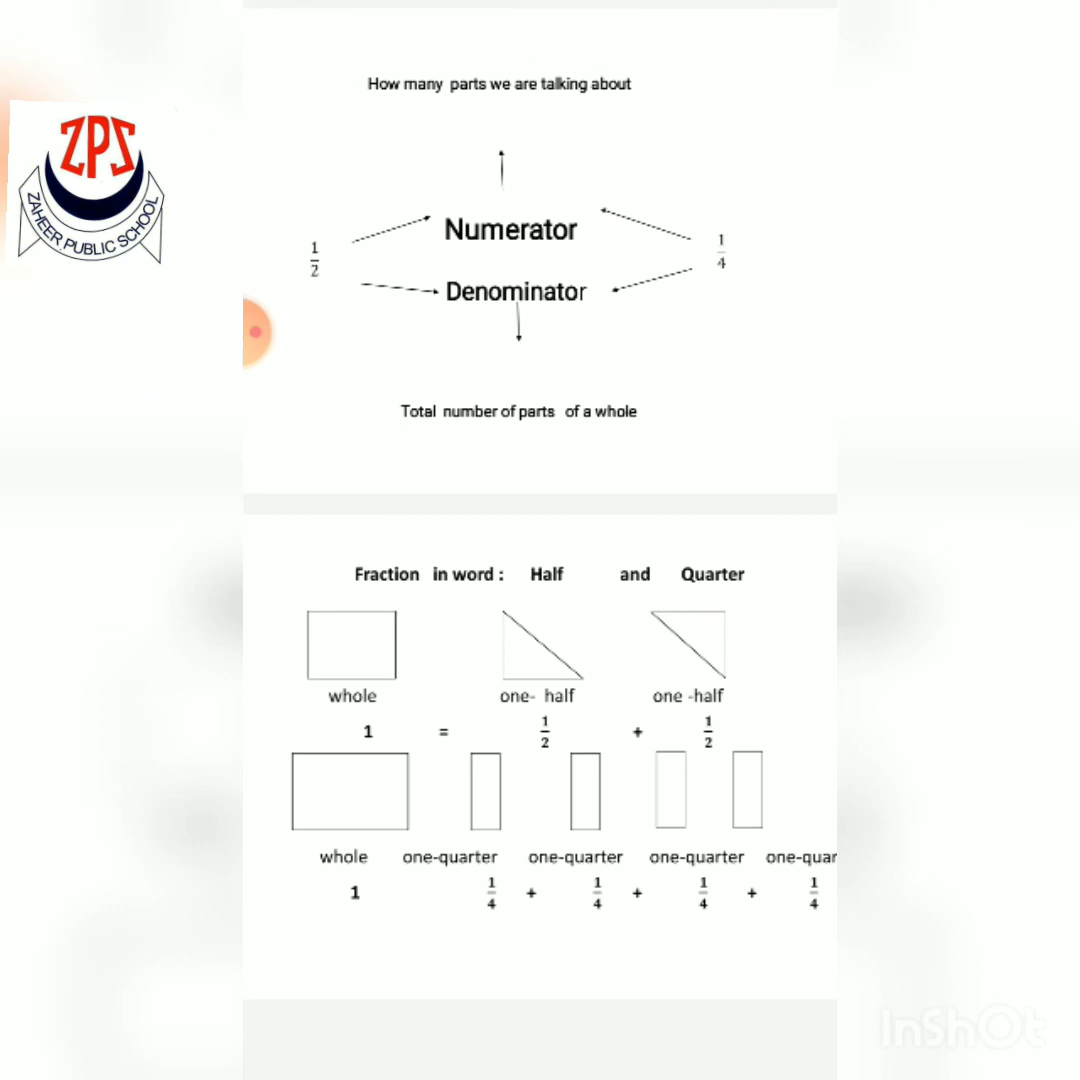 How many parts we are talking about
ZPS
ZAHEER PUBLIC SCHOOL
Numerator
1/2
1/4
Denominator
Total number of parts of a whole
Fraction in word : Half and Quarter
whole one- half one -half
1 = 1/2 + 1/2
whole one-quarter one-quarter one-quarter one-quar
1 1/4 + 1/4 + 1/4 + 1/4
InShOt